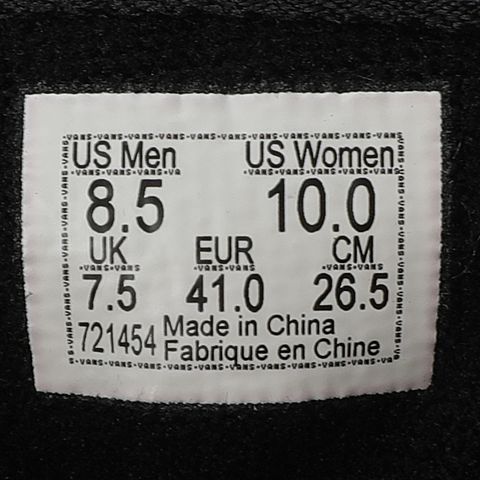 US Men US Women
8.5 10.0
UK EUR CM
7.5 41.0 26.5
721454 Made in China
Fabrique en Chine